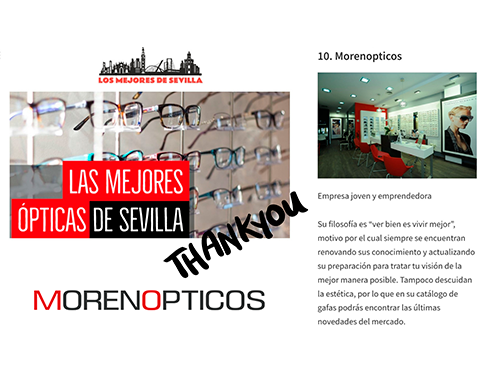 LOS MEJORES DE SEVILLA
LAS MEJORES
ÓPTICAS DE SEVILLA
THANKYOU
MORENOPTICOS
10. Morenopticos
Empresa joven y emprendedora
Su filosofía es “ver bien es vivir mejor”,
motivo por el cual siempre se encuentran
renovando sus conocimiento y actualizando
su preparación para tratar tu visión de la
mejor manera posible. Tampoco descuidan
la estética, por lo que en su catálogo de
gafas podrás encontrar las últimas
novedades del mercado.